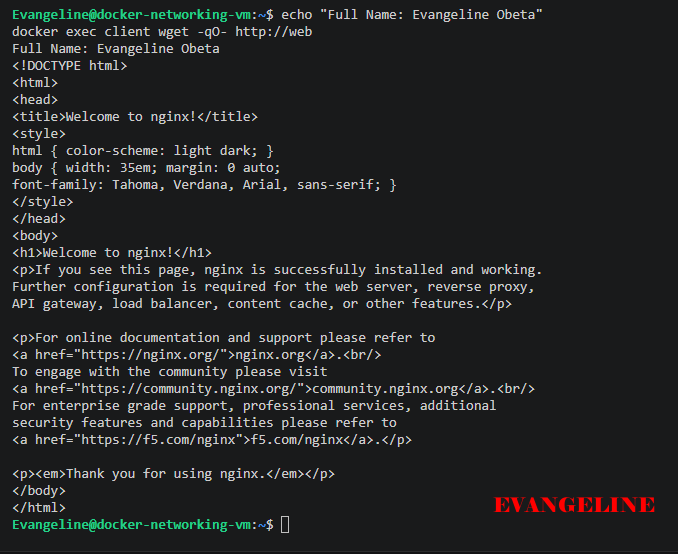 Evangeline@docker-networking-vm:~$ echo "Full Name: Evangeline Obeta"
docker exec client wget -qO- http://web
Full Name: Evangeline Obeta
<!DOCTYPE html>
<html>
<head>
<title>Welcome to nginx!</title>
<style>
html { color-scheme: light dark; }
body { width: 35em; margin: 0 auto;
font-family: Tahoma, Verdana, Arial, sans-serif; }
</style>
</head>
<body>
<h1>Welcome to nginx!</h1>
<p>If you see this page, nginx is successfully installed and working.
Further configuration is required for the web server, reverse proxy,
API gateway, load balancer, content cache, or other features.</p>

<p>For online documentation and support please refer to
<a href="https://nginx.org/">nginx.org</a>.<br/>
To engage with the community please visit
<a href="https://community.nginx.org/">community.nginx.org</a>.<br/>
For enterprise grade support, professional services, additional
security features and capabilities please refer to
<a href="https://f5.com/nginx">f5.com/nginx</a>.</p>

<p><em>Thank you for using nginx.</em></p>
</body>
</html>
EVANGELINE
Evangeline@docker-networking-vm:~$